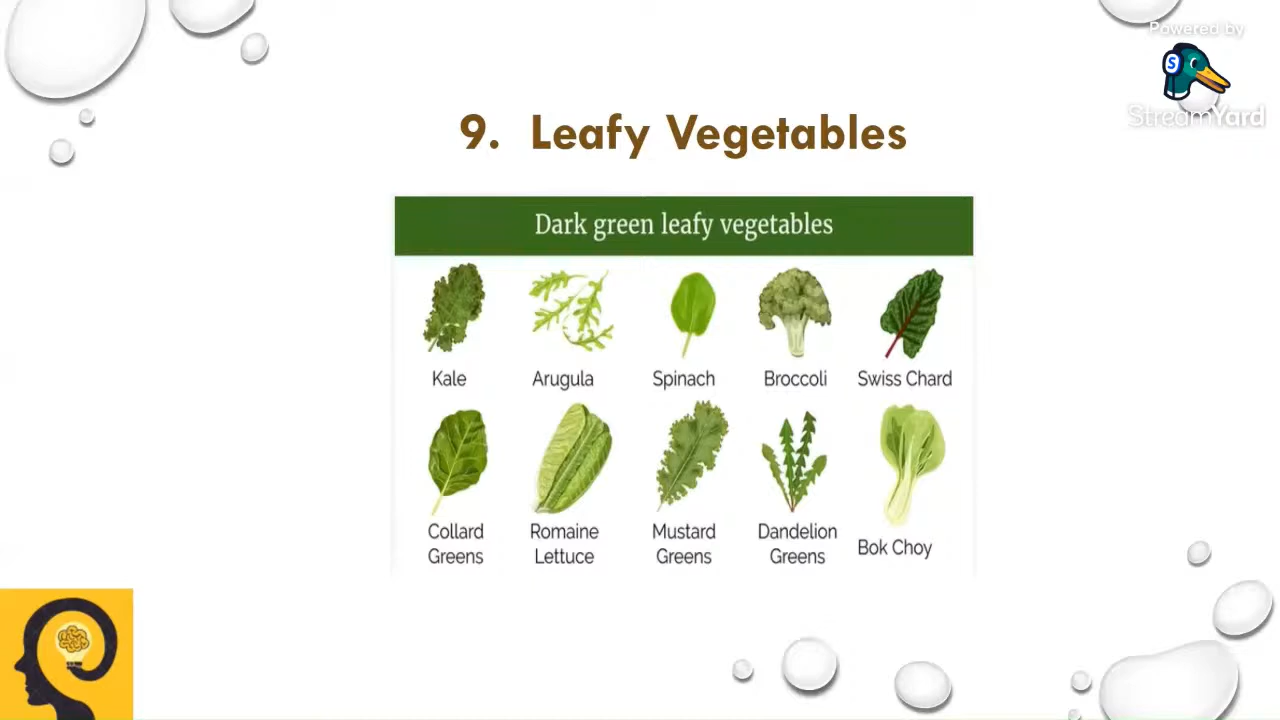 Powered by
StreamYard
9. Leafy Vegetables
Dark green leafy vegetables
Kale
Arugula
Spinach
Broccoli
Swiss Chard
Collard
Greens
Romaine
Lettuce
Mustard
Greens
Dandelion
Greens
Bok Choy